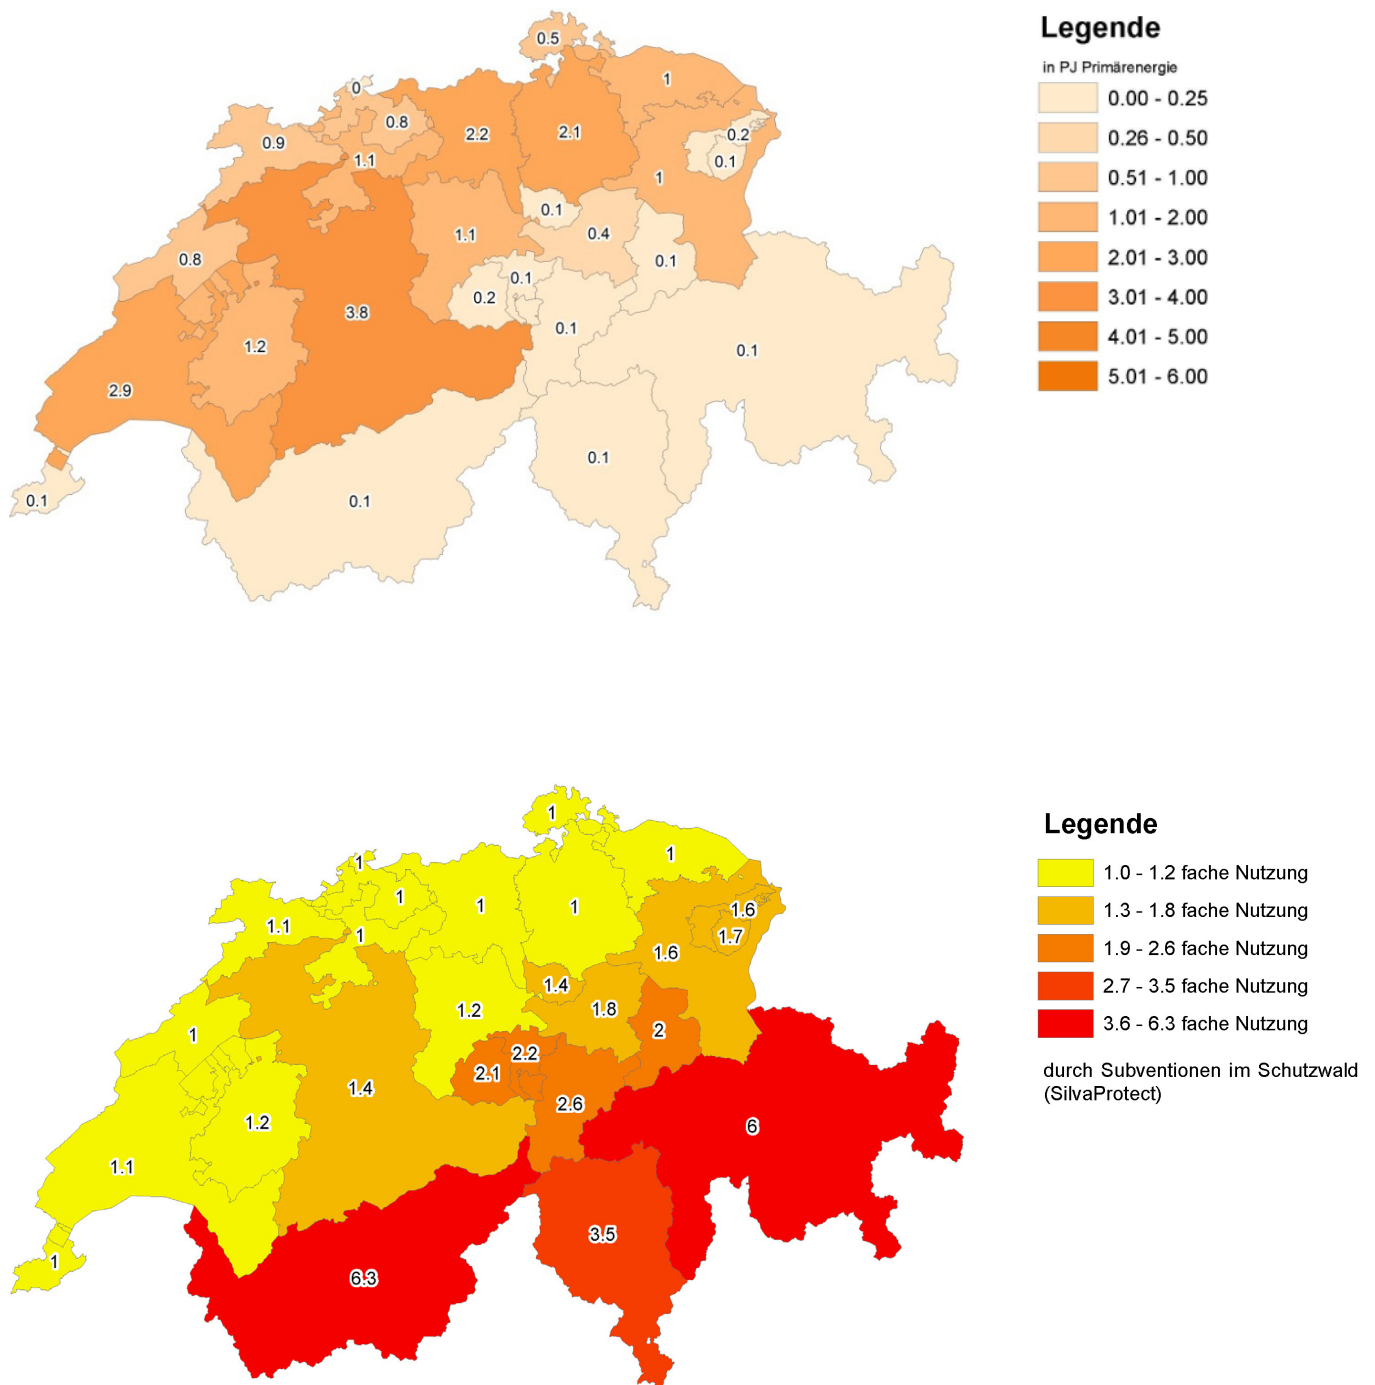 Legende
in PJ Primärenergie
0.00 - 0.25
0.26 - 0.50
0.51 - 1.00
1.01 - 2.00
2.01 - 3.00
3.01 - 4.00
4.01 - 5.00
5.01 - 6.00
0.5
1
0
0.8
2.2
2.1
0.2
0.9
1.1
0.1
1
0.1
1.1
0.4
0.8
0.1
0.1
0.2
3.8
0.1
1.2
0.1
2.9
0.1
0.1
0.1
Legende
1.0 - 1.2 fache Nutzung
1.3 - 1.8 fache Nutzung
1.9 - 2.6 fache Nutzung
2.7 - 3.5 fache Nutzung
3.6 - 6.3 fache Nutzung
durch Subventionen im Schutzwald
(SilvaProtect)
1
1
1
1
1
1
1.6
1.1
1
1.7
1.6
1.4
1.2
1.8
1
2
2.2
2.1
1.4
2.6
1.2
6
1.1
3.5
1
6.3